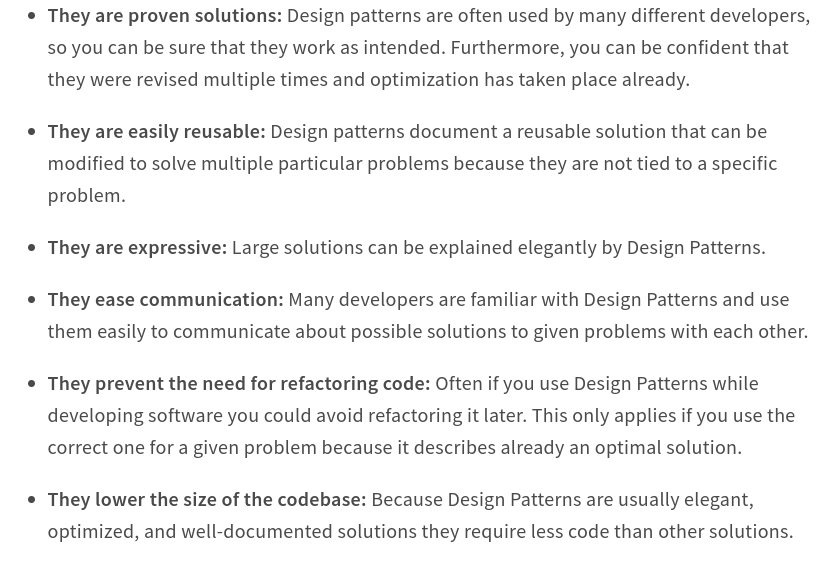 • They are proven solutions: Design patterns are often used by many different developers,
so you can be sure that they work as intended. Furthermore, you can be confident that
they were revised multiple times and optimization has taken place already.
• They are easily reusable: Design patterns document a reusable solution that can be
modified to solve multiple particular problems because they are not tied to a specific
problem.
• They are expressive: Large solutions can be explained elegantly by Design Patterns.
• They ease communication: Many developers are familiar with Design Patterns and use
them easily to communicate about possible solutions to given problems with each other.
• They prevent the need for refactoring code: Often if you use Design Patterns while
developing software you could avoid refactoring it later. This only applies if you use the
correct one for a given problem because it describes already an optimal solution.
• They lower the size of the codebase: Because Design Patterns are usually elegant,
optimized, and well-documented solutions they require less code than other solutions.